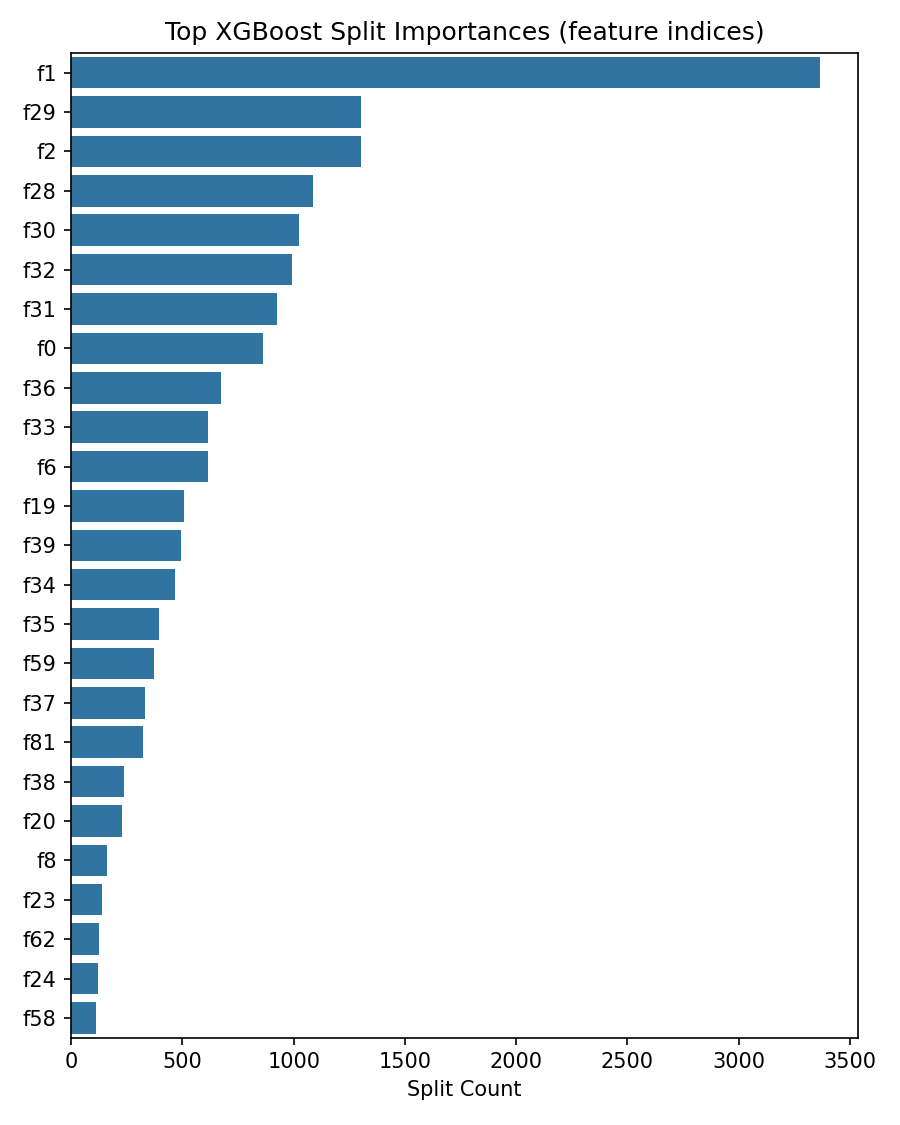 Top XGBoost Split Importances (feature indices)
f1
f29
f2
f28
f30
f32
f31
f0
f36
f33
f6
f19
f39
f34
f35
f59
f37
f81
f38
f20
f8
f23
f62
f24
f58
0 500 1000 1500 2000 2500 3000 3500
Split Count